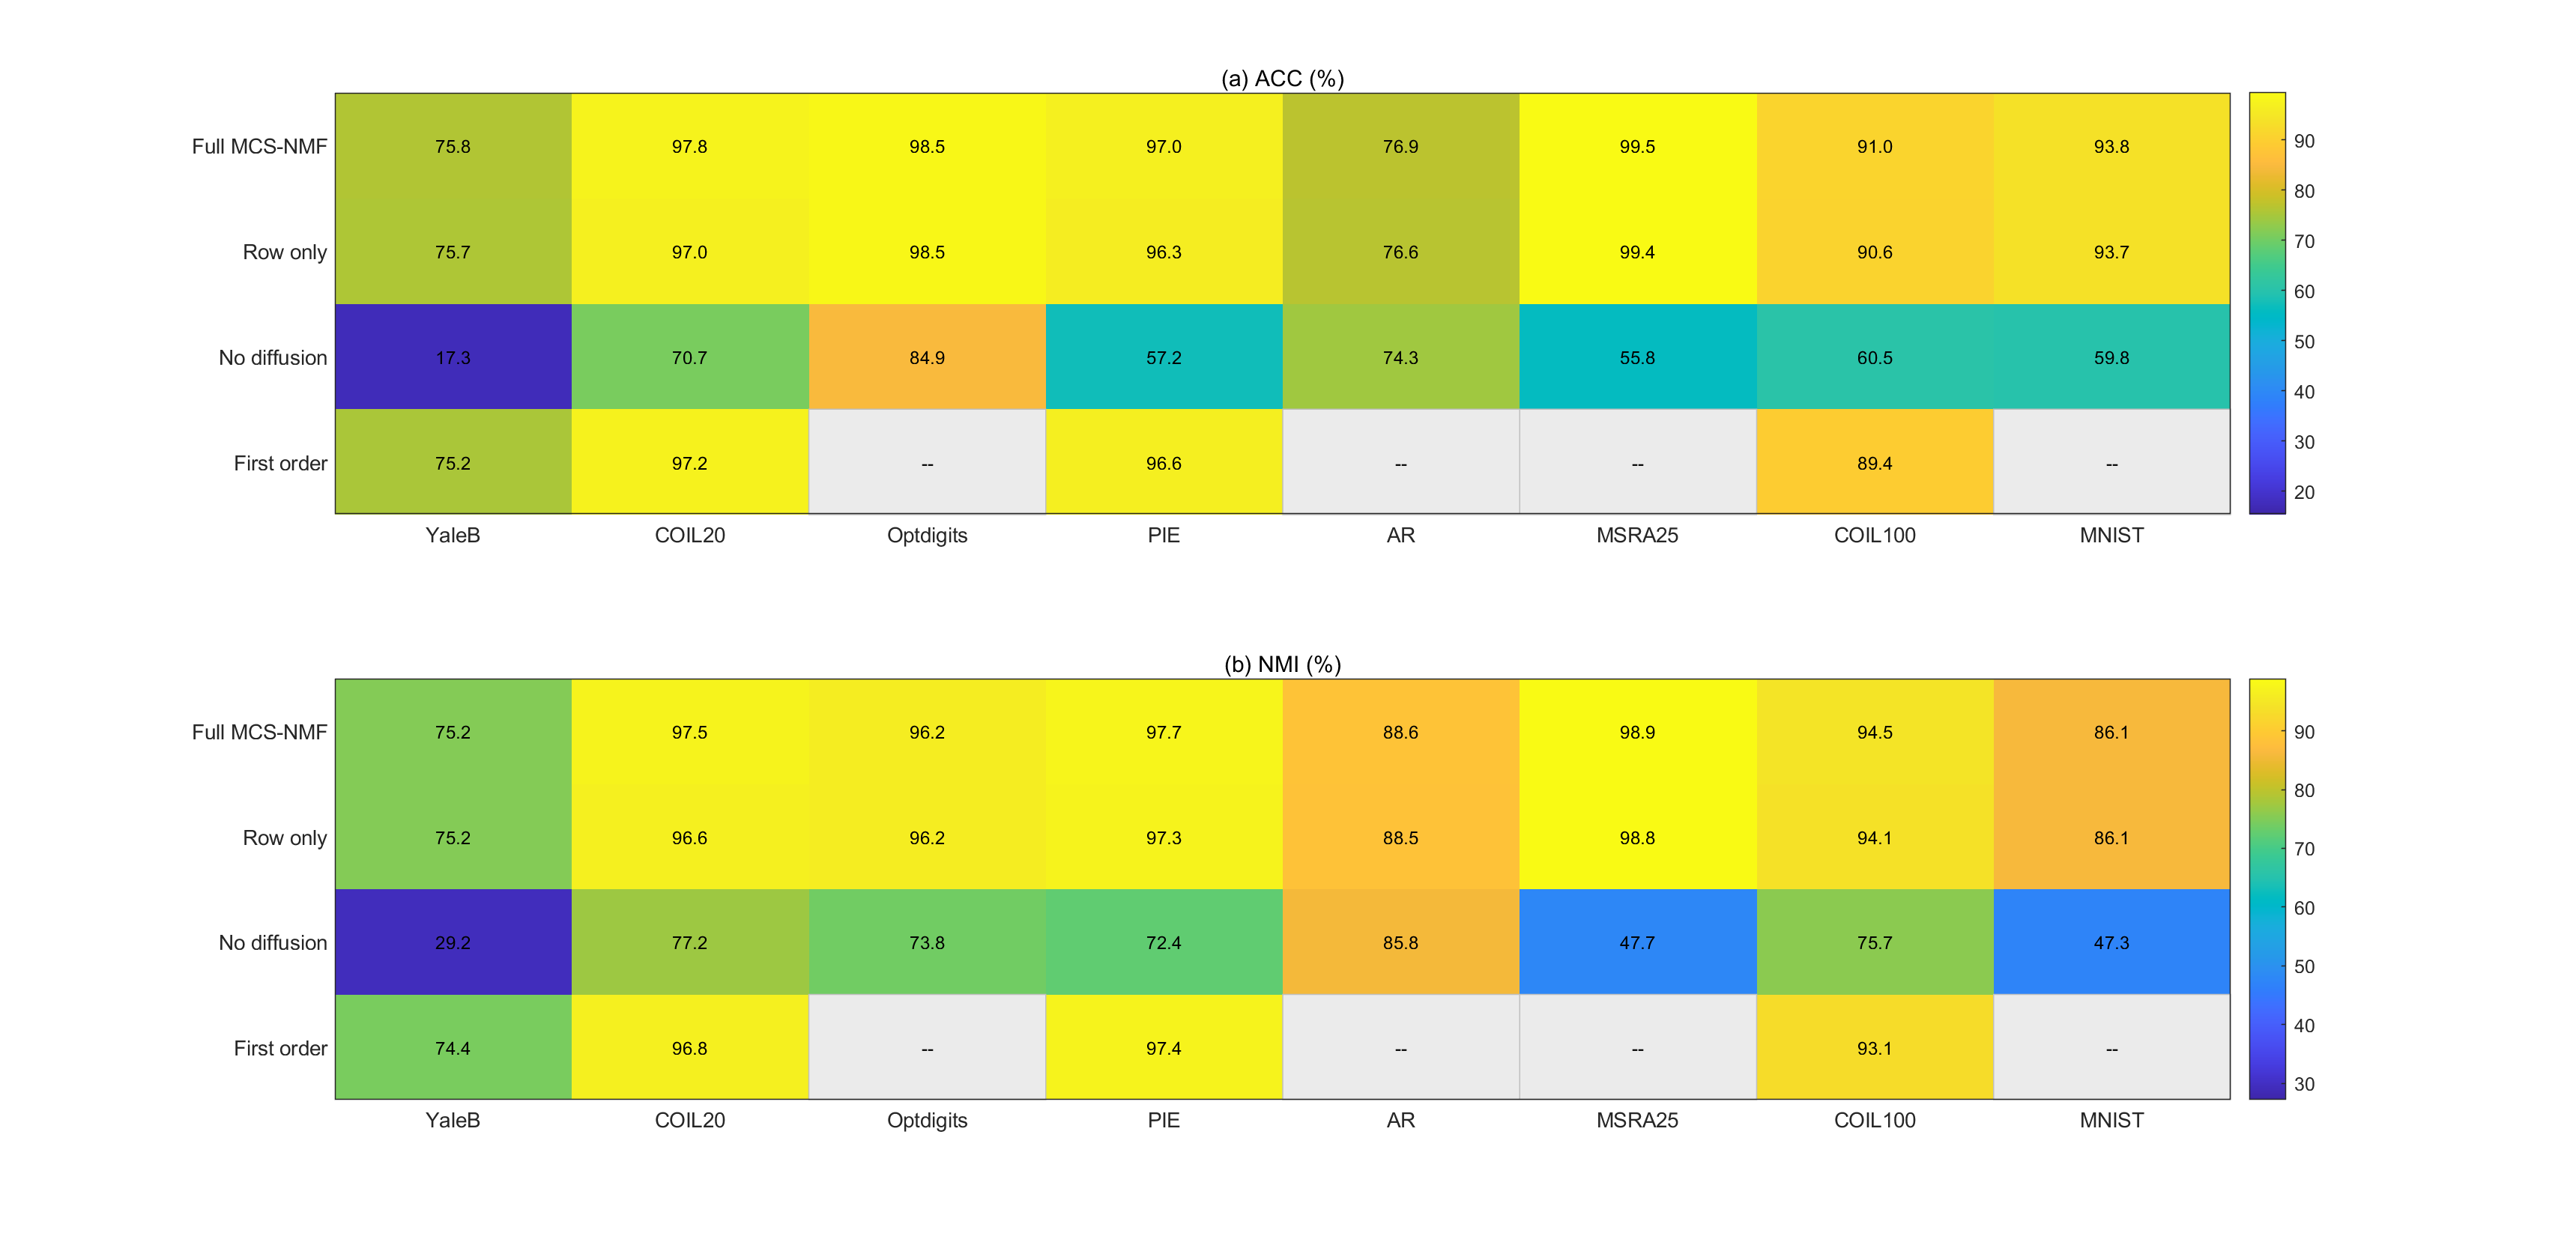 (a) ACC (%)
Full MCS-NMF 75.8 97.8 98.5 97.0 76.9 99.5 91.0 93.8
Row only 75.7 97.0 98.5 96.3 76.6 99.4 90.6 93.7
No diffusion 17.3 70.7 84.9 57.2 74.3 55.8 60.5 59.8
First order 75.2 97.2 -- 96.6 -- -- 89.4 --
YaleB COIL20 Optdigits PIE AR MSRA25 COIL100 MNIST
90
80
70
60
50
40
30
20
(b) NMI (%)
Full MCS-NMF 75.2 97.5 96.2 97.7 88.6 98.9 94.5 86.1
Row only 75.2 96.6 96.2 97.3 88.5 98.8 94.1 86.1
No diffusion 29.2 77.2 73.8 72.4 85.8 47.7 75.7 47.3
First order 74.4 96.8 -- 97.4 -- -- 93.1 --
YaleB COIL20 Optdigits PIE AR MSRA25 COIL100 MNIST
90
80
70
60
50
40
30